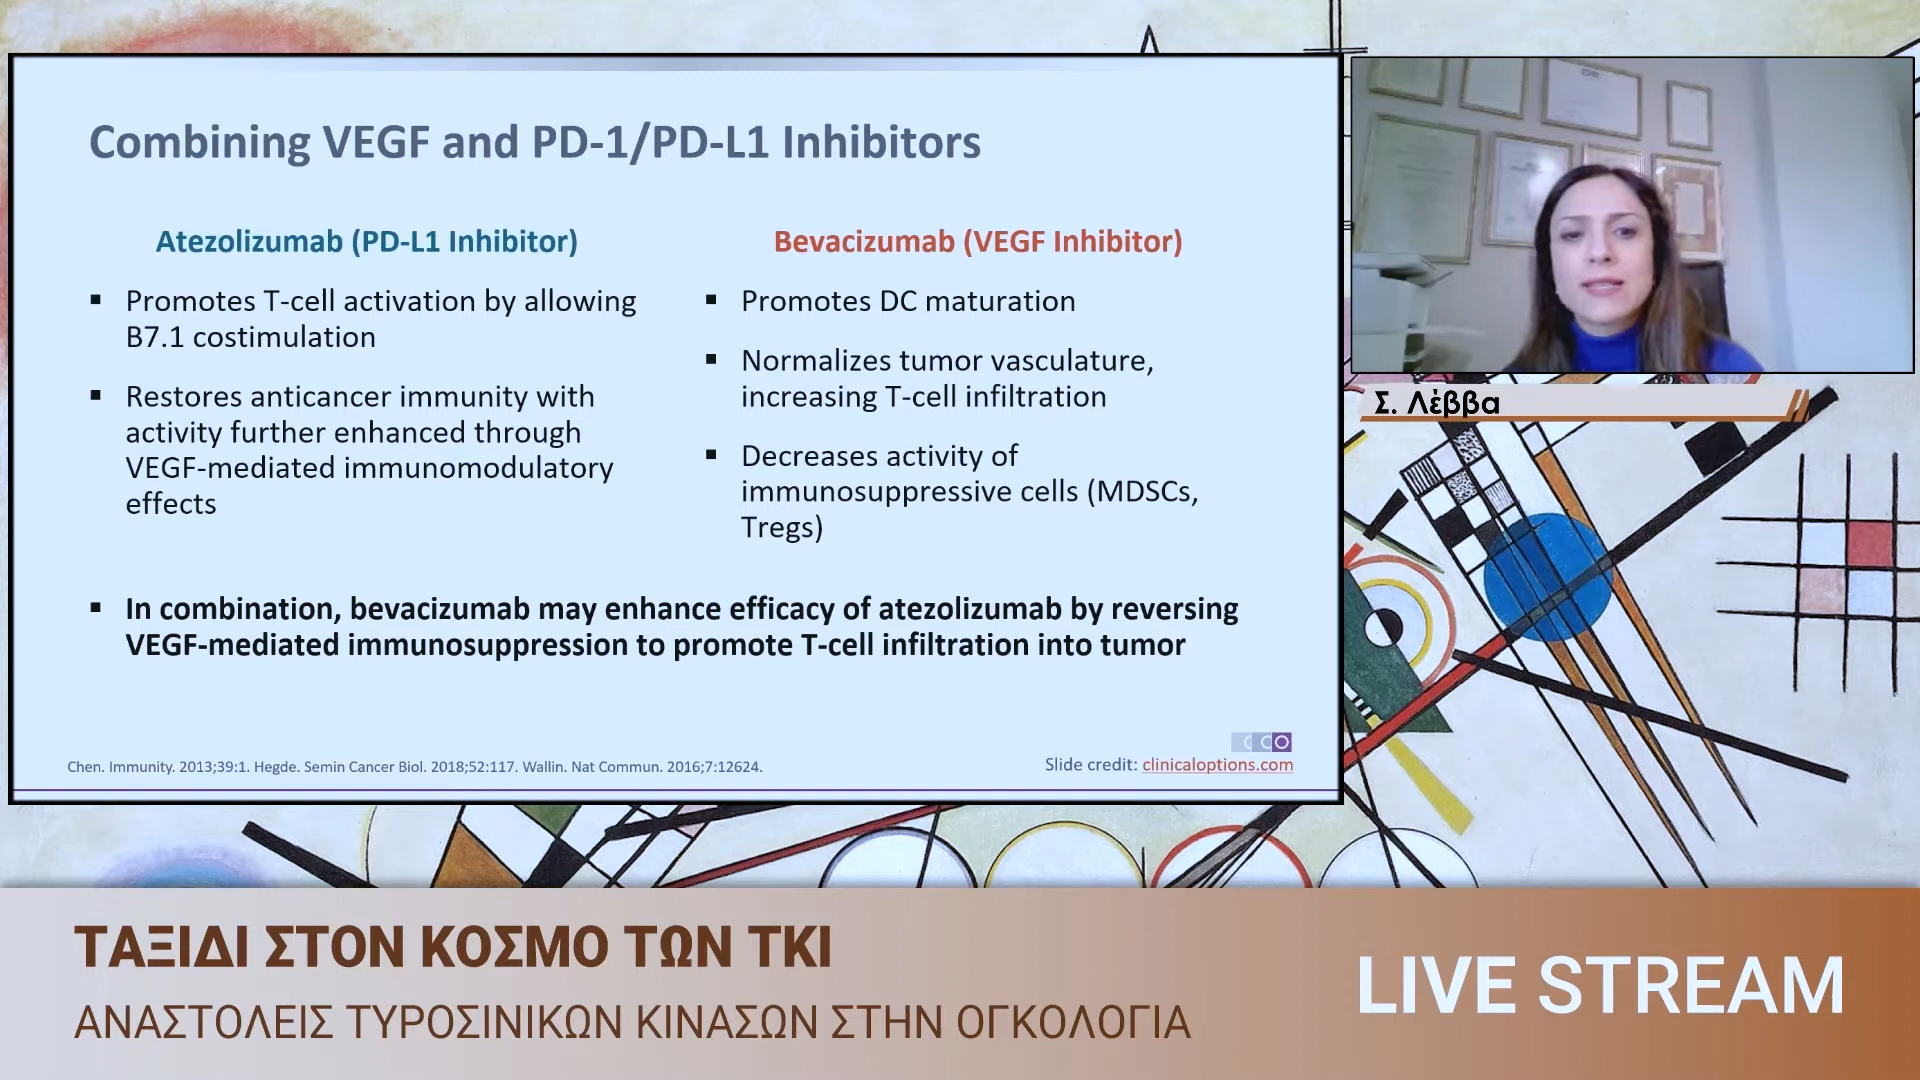 Combining VEGF and PD-1/PD-L1 Inhibitors
Atezolizumab (PD-L1 Inhibitor)
▪ Promotes T-cell activation by allowing
B7.1 costimulation
▪ Restores anticancer immunity with
activity further enhanced through
VEGF-mediated immunomodulatory
effects
Bevacizumab (VEGF Inhibitor)
▪ Promotes DC maturation
▪ Normalizes tumor vasculature,
increasing T-cell infiltration
▪ Decreases activity of
immunosuppressive cells (MDSCs,
Tregs)
▪ In combination, bevacizumab may enhance efficacy of atezolizumab by reversing
VEGF-mediated immunosuppression to promote T-cell infiltration into tumor
CCO
Chen. Immunity. 2013;39:1. Hegde. Semin Cancer Biol. 2018;52:117. Wallin. Nat Commun. 2016;7:12624.
Slide credit: clinicaloptions.com
Σ. Λέββα
ΤΑΞΙΔΙ ΣΤΟΝ ΚΟΣΜΟ ΤΩΝ ΤΚΙ
ΑΝΑΣΤΟΛΕΙΣ ΤΥΡΟΣΙΝΙΚΩΝ ΚΙΝΑΣΩΝ ΣΤΗΝ ΟΓΚΟΛΟΓΙΑ
LIVE STREAM